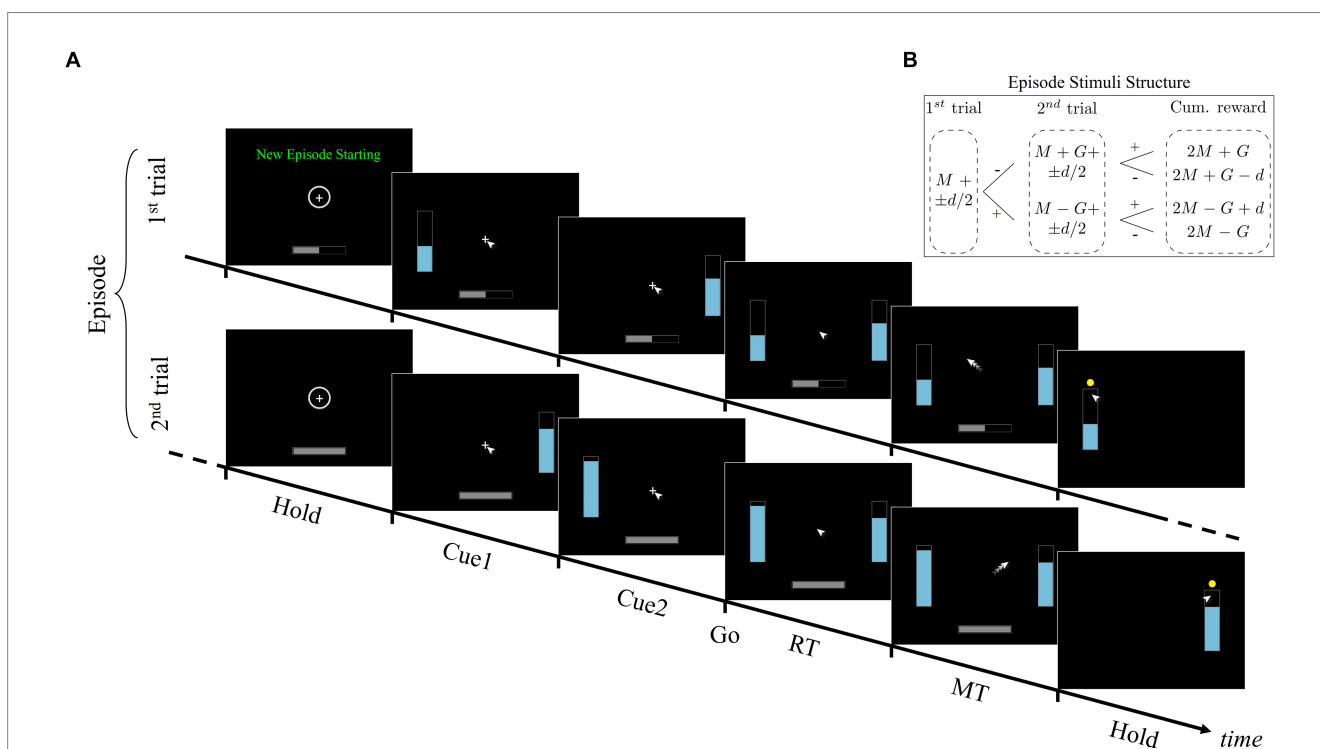 A
B
Episode Stimuli Structure
1st trial
2nd trial
Cum. reward
M +
±d/2
-
+
M + G+
±d/2
M − G+
±d/2
+
-
+
-
2M + G
2M + G − d
2M − G + d
2M − G
Episode
1st trial
2nd trial
New Episode Starting
Hold
Cue1
Cue2
Go
RT
MT
Hold
time